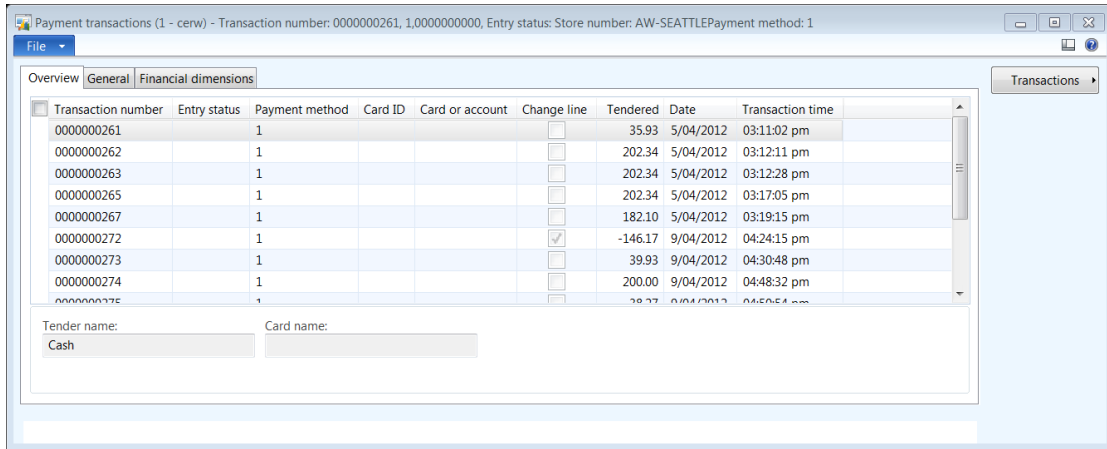 Payment transactions (1 - cerw) - Transaction number: 0000000261, 1,0000000000, Entry status: Store number: AW-SEATTLEPayment method: 1
File
Overview General Financial dimensions Transactions
Transaction number Entry status Payment method Card ID Card or account Change line Tendered Date Transaction time
0000000261 1 35.93 5/04/2012 03:11:02 pm
0000000262 1 202.34 5/04/2012 03:12:11 pm
0000000263 1 202.34 5/04/2012 03:12:28 pm
0000000265 1 202.34 5/04/2012 03:17:05 pm
0000000267 1 182.10 5/04/2012 03:19:15 pm
0000000272 1 -146.17 9/04/2012 04:24:15 pm
0000000273 1 39.93 9/04/2012 04:30:48 pm
0000000274 1 200.00 9/04/2012 04:48:32 pm
0000000275 1 9/04/2012
Tender name: Card name:
Cash